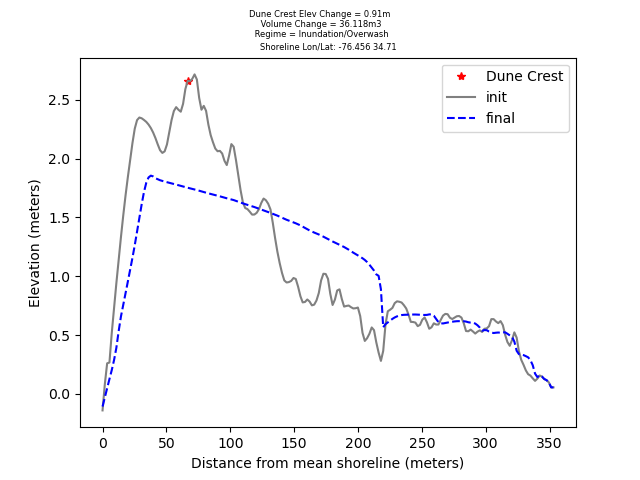 Dune Crest Elev Change = 0.91m
Volume Change = 36.118m3
Regime = Inundation/Overwash
Shoreline Lon/Lat: -76.456 34.71
Dune Crest
init
final
2.5
2.0
1.5
1.0
0.5
0.0
Elevation (meters)
0 50 100 150 200 250 300 350
Distance from mean shoreline (meters)